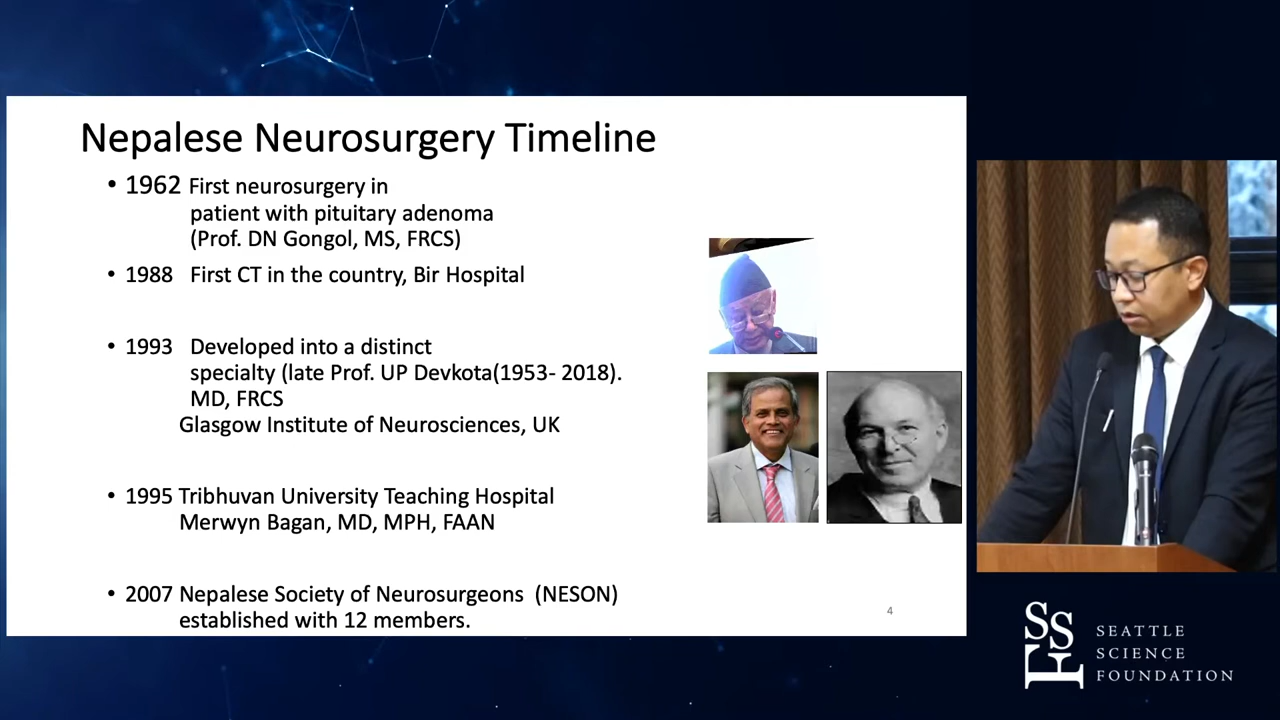 Nepalese Neurosurgery Timeline
• 1962 First neurosurgery in
patient with pituitary adenoma
(Prof. DN Gongol, MS, FRCS)
• 1988 First CT in the country, Bir Hospital
• 1993 Developed into a distinct
specialty (late Prof. UP Devkota(1953- 2018).
MD, FRCS
Glasgow Institute of Neurosciences, UK
• 1995 Tribhuvan University Teaching Hospital
Merwyn Bagan, MD, MPH, FAAN
• 2007 Nepalese Society of Neurosurgeons (NESON)
established with 12 members.
4
SSF
SEATTLE
SCIENCE
FOUNDATION